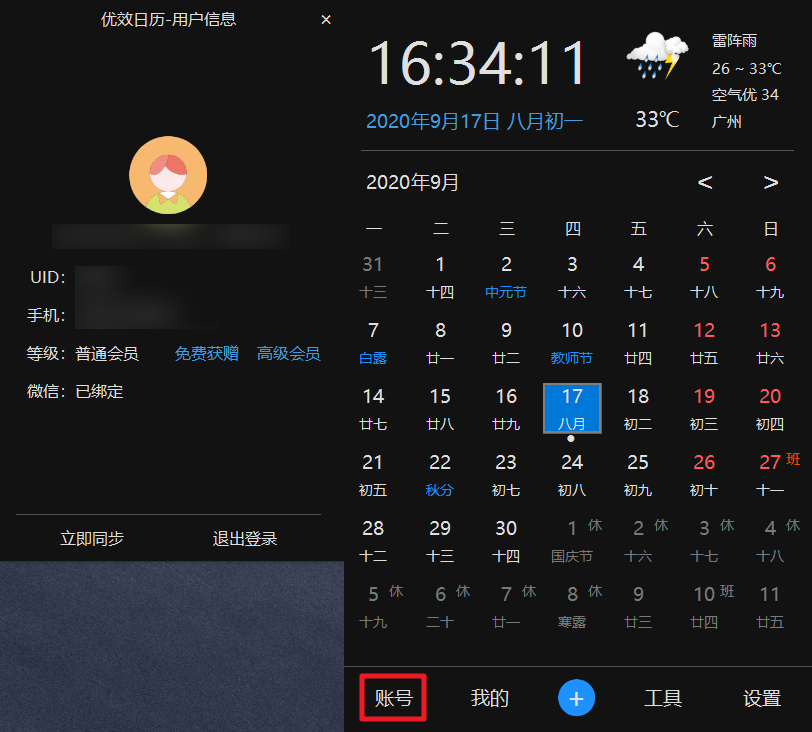 优效日历-用户信息 ×
UID:
手机:
等级: 普通会员 免费获赠 高级会员
微信: 已绑定
立即同步 退出登录
16:34:11
2020年9月17日 八月初一
33℃
雷阵雨
26 ~ 33℃
空气优 34
广州
2020年9月 < >
一 二 三 四 五 六 日
31 1 2 3 4 5 6
十三 十四 中元节 十六 十七 十八 十九
7 8 9 10 11 12 13
白露 廿一 廿二 教师节 廿四 廿五 廿六
14 15 16 17 18 19 20
廿七 廿八 廿九 八月 初二 初三 初四
21 22 23 24 25 26 27 班
初五 秋分 初七 初八 初九 初十 十一
28 29 30 1 休 2 休 3 休 4 休
十二 十三 十四 国庆节 十六 十七 十八
5 休 6 休 7 休 8 休 9 10 班 11
十九 二十 廿一 寒露 廿三 廿四 廿五
账号 我的 + 工具 设置